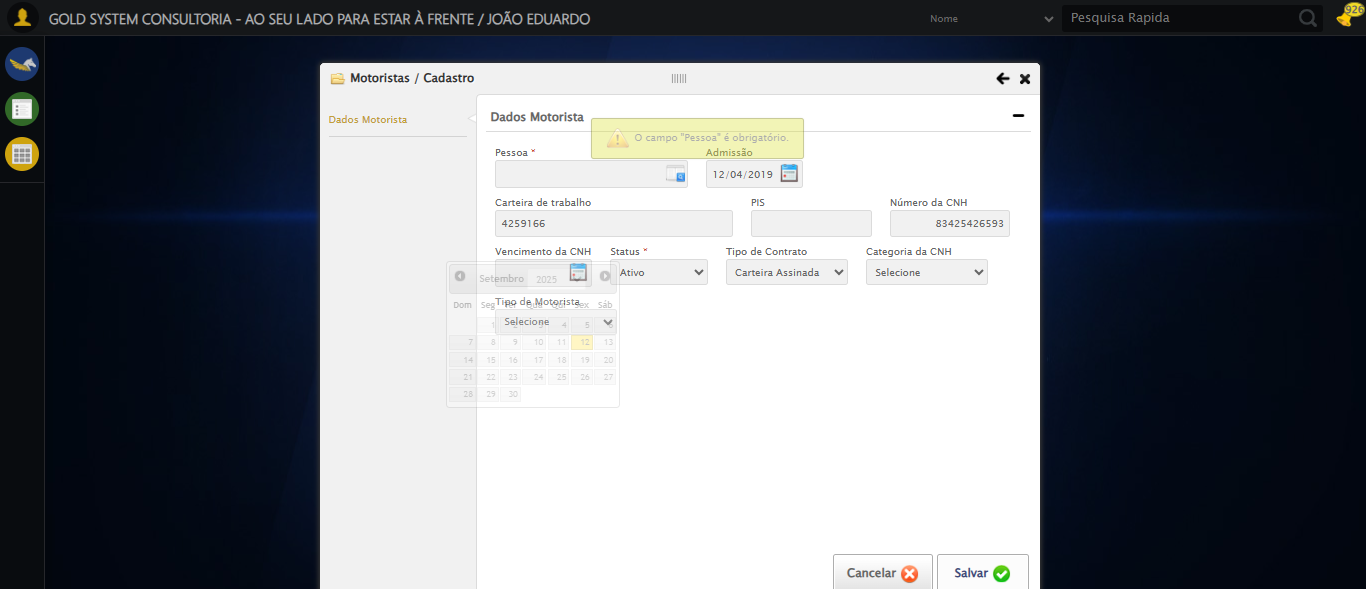 GOLD SYSTEM CONSULTORIA - AO SEU LADO PARA ESTAR À FRENTE / JOÃO EDUARDO
Nome
Pesquisa Rapida
926
Motoristas / Cadastro
Dados Motorista
Dados Motorista
O campo "Pessoa" é obrigatório.
Pessoa *
Admissão
12/04/2019
Carteira de trabalho
PIS
Número da CNH
4259166
83425426593
Vencimento da CNH
Status *
Tipo de Contrato
Categoria da CNH
Ativo
Carteira Assinada
Selecione
Setembro 2025
Tipo de Motorista
Dom Seg Ter Qua Qui Sex Sáb
Selecione
1 2 3 4 5 6
7 8 9 10 11 12 13
14 15 16 17 18 19 20
21 22 23 24 25 26 27
28 29 30
Cancelar
Salvar